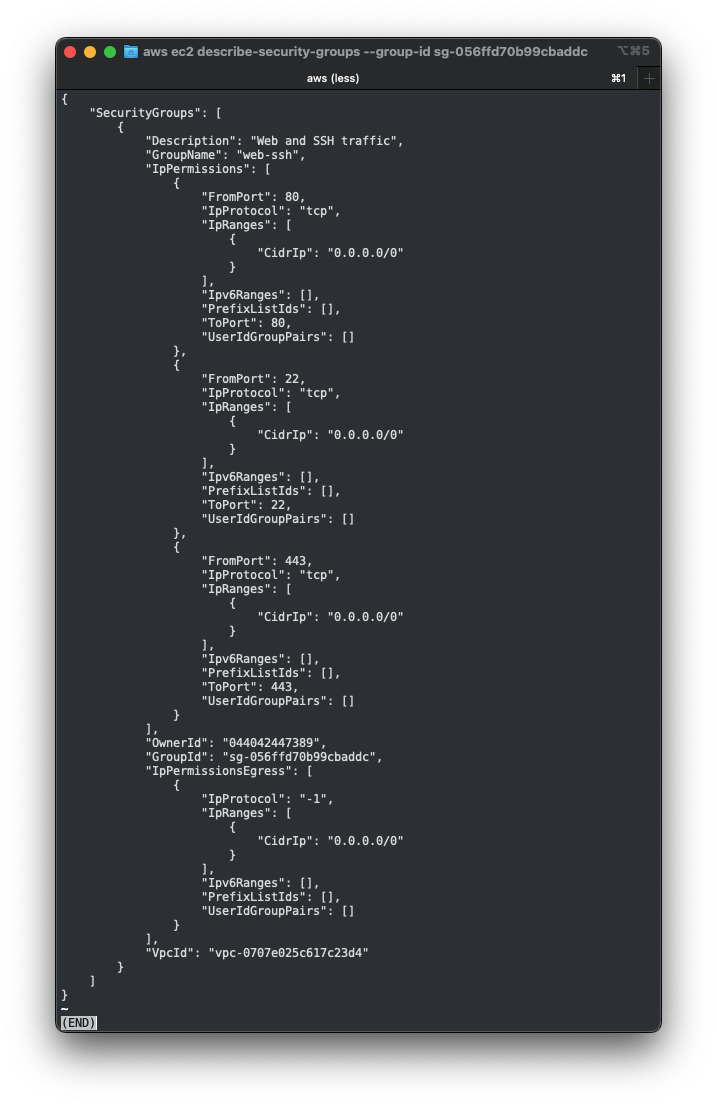 aws ec2 describe-security-groups --group-id sg-056ffd70b99cbaddc ⌥⌘5
aws (less) ⌘1 +
{
    "SecurityGroups": [
        {
            "Description": "Web and SSH traffic",
            "GroupName": "web-ssh",
            "IpPermissions": [
                {
                    "FromPort": 80,
                    "IpProtocol": "tcp",
                    "IpRanges": [
                        {
                            "CidrIp": "0.0.0.0/0"
                        }
                    ],
                    "Ipv6Ranges": [],
                    "PrefixListIds": [],
                    "ToPort": 80,
                    "UserIdGroupPairs": []
                },
                {
                    "FromPort": 22,
                    "IpProtocol": "tcp",
                    "IpRanges": [
                        {
                            "CidrIp": "0.0.0.0/0"
                        }
                    ],
                    "Ipv6Ranges": [],
                    "PrefixListIds": [],
                    "ToPort": 22,
                    "UserIdGroupPairs": []
                },
                {
                    "FromPort": 443,
                    "IpProtocol": "tcp",
                    "IpRanges": [
                        {
                            "CidrIp": "0.0.0.0/0"
                        }
                    ],
                    "Ipv6Ranges": [],
                    "PrefixListIds": [],
                    "ToPort": 443,
                    "UserIdGroupPairs": []
                }
            ],
            "OwnerId": "044042447389",
            "GroupId": "sg-056ffd70b99cbaddc",
            "IpPermissionsEgress": [
                {
                    "IpProtocol": "-1",
                    "IpRanges": [
                        {
                            "CidrIp": "0.0.0.0/0"
                        }
                    ],
                    "Ipv6Ranges": [],
                    "PrefixListIds": [],
                    "UserIdGroupPairs": []
                }
            ],
            "VpcId": "vpc-0707e025c617c23d4"
        }
    ]
}
~
(END)